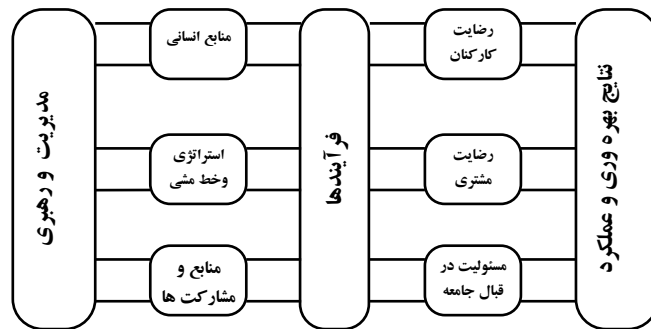 مدیریت و رهبری
منابع انسانی
استراتژی
وخط مشی
منابع و
مشارکت ها
فرآیندها
رضایت
کارکنان
رضایت
مشتری
مسئولیت در
قبال جامعه
نتایج بهره وری و عملکرد